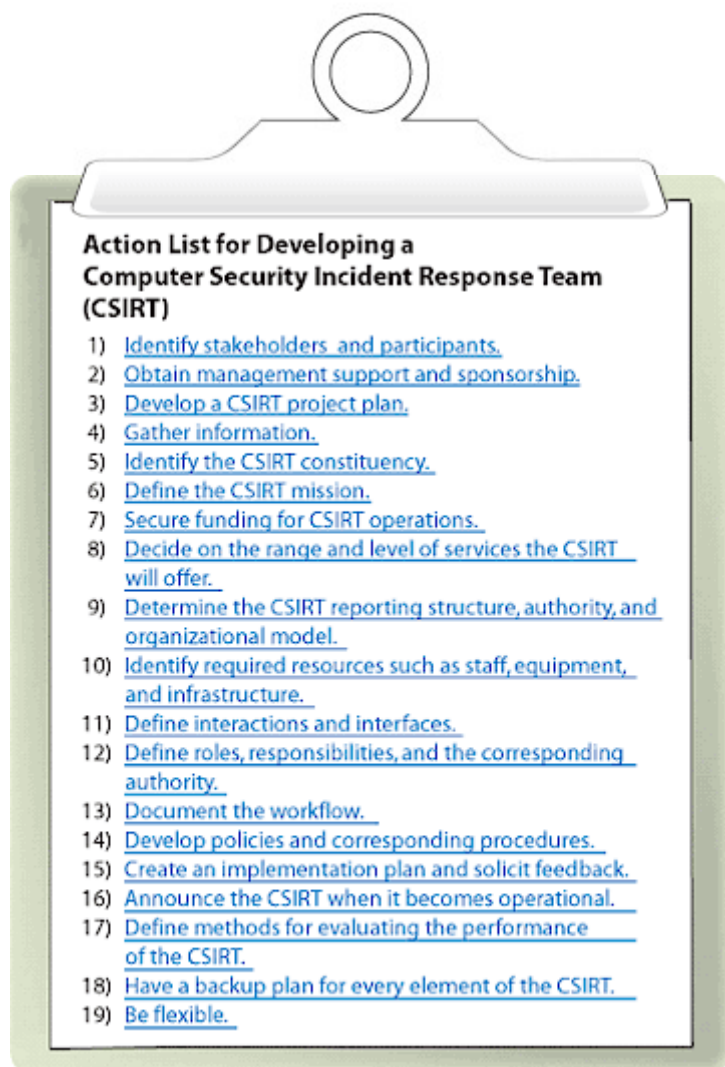 Action List for Developing a
Computer Security Incident Response Team
(CSIRT)
1) Identify stakeholders and participants.
2) Obtain management support and sponsorship.
3) Develop a CSIRT project plan.
4) Gather information.
5) Identify the CSIRT constituency.
6) Define the CSIRT mission.
7) Secure funding for CSIRT operations.
8) Decide on the range and level of services the CSIRT
will offer.
9) Determine the CSIRT reporting structure, authority, and
organizational model.
10) Identify required resources such as staff, equipment,
and infrastructure.
11) Define interactions and interfaces.
12) Define roles, responsibilities, and the corresponding
authority.
13) Document the workflow.
14) Develop policies and corresponding procedures.
15) Create an implementation plan and solicit feedback.
16) Announce the CSIRT when it becomes operational.
17) Define methods for evaluating the performance
of the CSIRT.
18) Have a backup plan for every element of the CSIRT.
19) Be flexible.